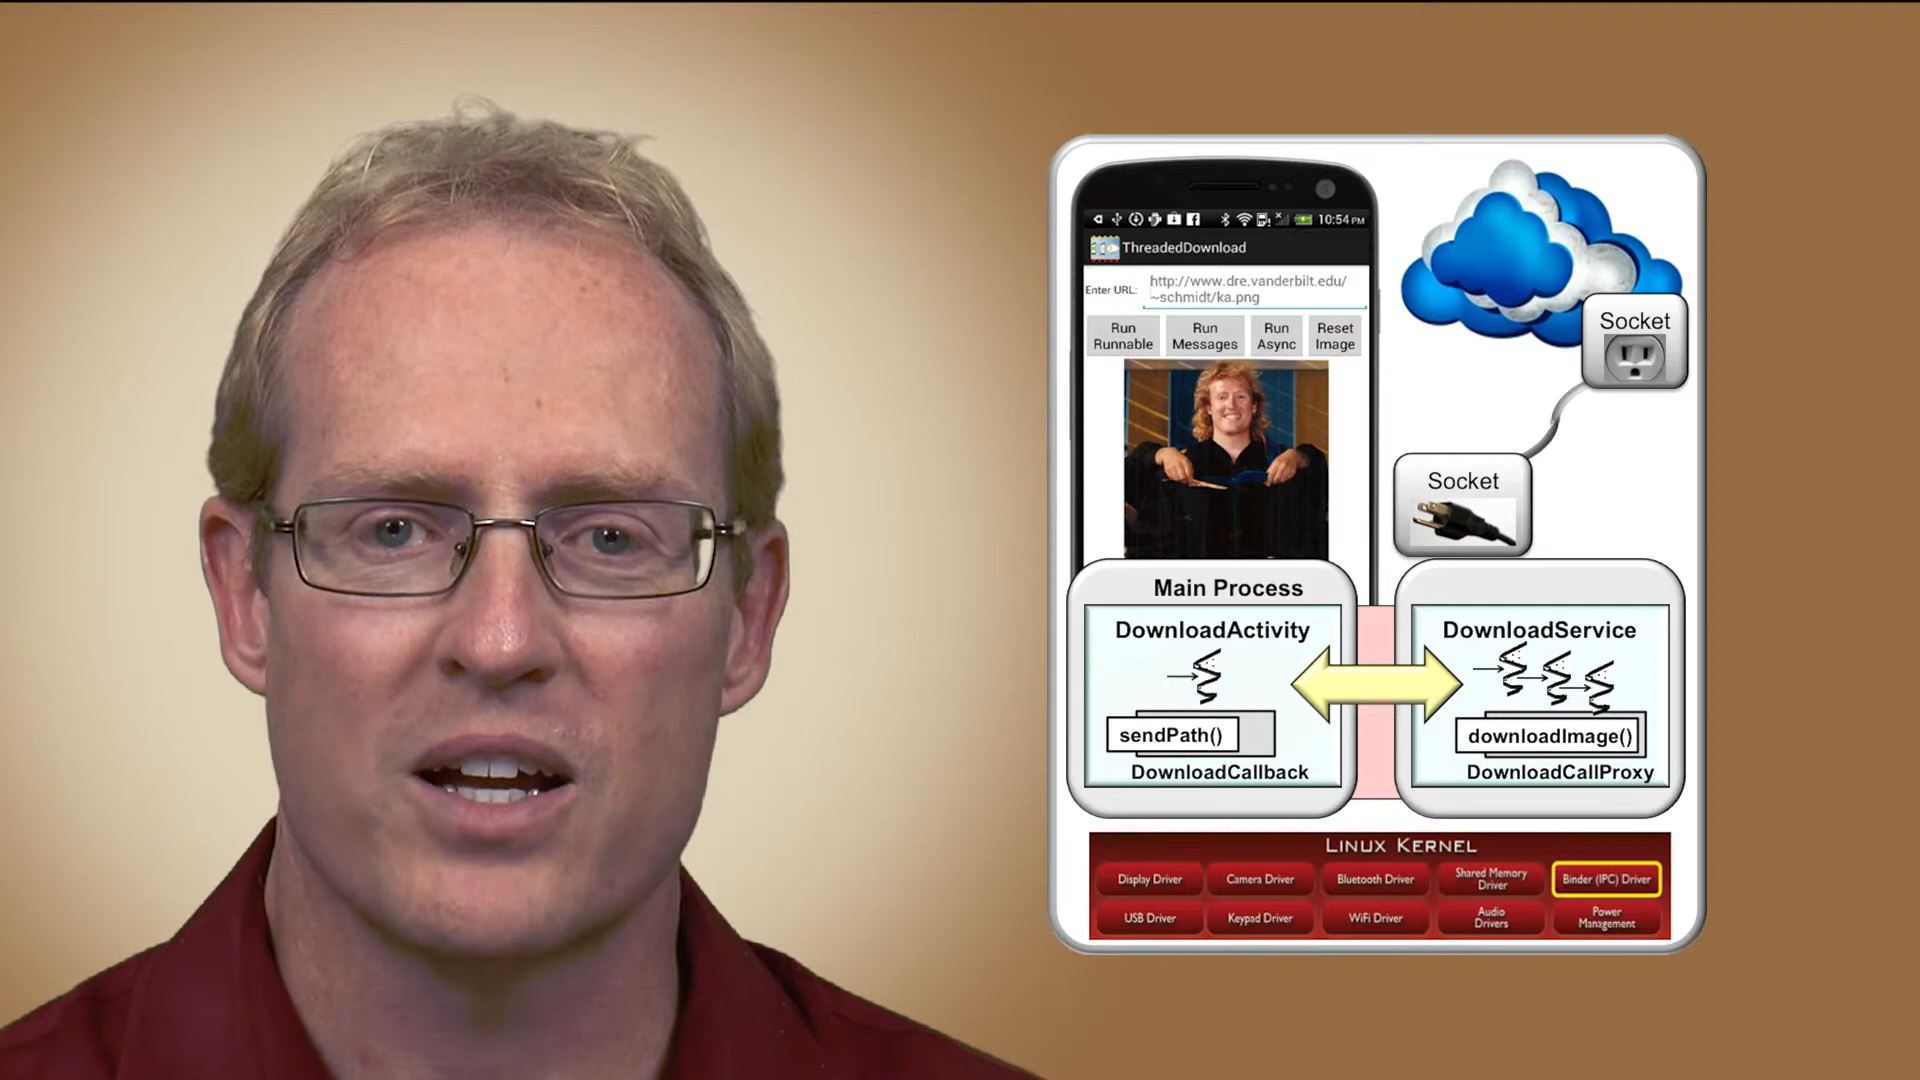 10:54 PM
ThreadedDownload
Enter URL:
http://www.dre.vanderbilt.edu/
~schmidt/ka.png
Run
Runnable
Run
Messages
Run
Async
Reset
Image
Socket
Socket
Main Process
DownloadActivity
sendPath()
DownloadCallback
DownloadService
downloadImage()
DownloadCallProxy
LINUX KERNEL
Display Driver
Camera Driver
Bluetooth Driver
Shared Memory
Driver
Binder (IPC) Driver
USB Driver
Keypad Driver
WiFi Driver
Audio
Drivers
Power
Management